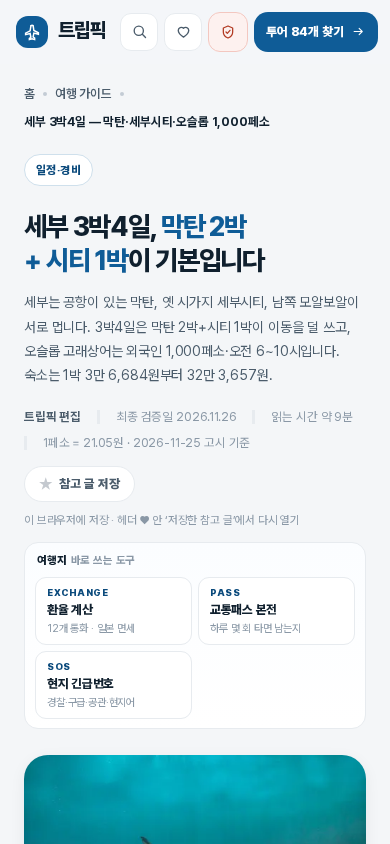 트립픽
투어 84개 찾기 →
홈 • 여행 가이드 •
세부 3박4일 — 막탄·세부시티·오슬롭 1,000페소
일정·경비
세부 3박4일, 막탄 2박
+ 시티 1박이 기본입니다
세부는 공항이 있는 막탄, 옛 시가지 세부시티, 남쪽 모알보알이
서로 멉니다. 3박4일은 막탄 2박+시티 1박이 이동을 덜 쓰고,
오슬롭 고래상어는 외국인 1,000페소·오전 6~10시입니다.
숙소는 1박 3만 6,684원부터 32만 3,657원.
트립픽 편집 | 최종 검증일 2026.11.26 | 읽는 시간 약 9분
| 1페소 = 21.05원 · 2026-11-25 고시 기준
★ 참고 글 저장
이 브라우저에 저장 · 헤더 ♥ 안 '저장한 참고 글'에서 다시 열기
여행지 바로 쓰는 도구
EXCHANGE
환율 계산
12개 통화 · 일본 면세
PASS
교통패스 본전
하루 몇 회 타면 남는지
SOS
현지 긴급번호
경찰·구급·공관·현지어